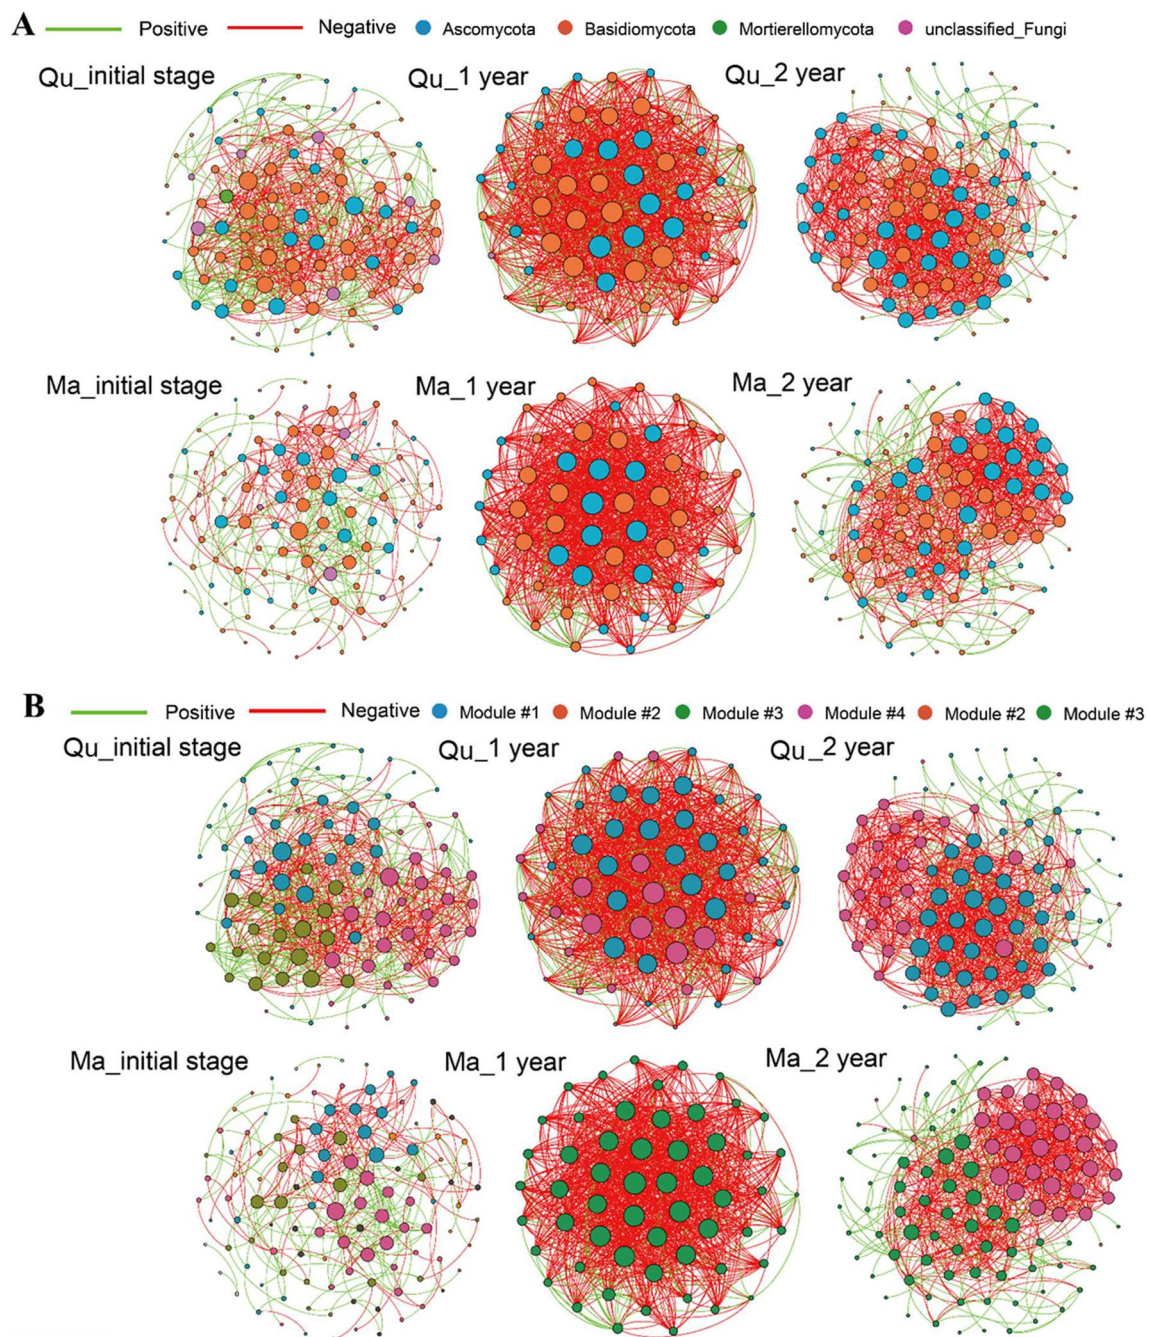 A Positive Negative Ascomycota Basidiomycota Mortierellomycota unclassified_Fungi
Qu_initial stage Qu_1 year Qu_2 year
Ma_initial stage Ma_1 year Ma_2 year
B Positive Negative Module #1 Module #2 Module #3 Module #4 Module #2 Module #3
Qu_initial stage Qu_1 year Qu_2 year
Ma_initial stage Ma_1 year Ma_2 year